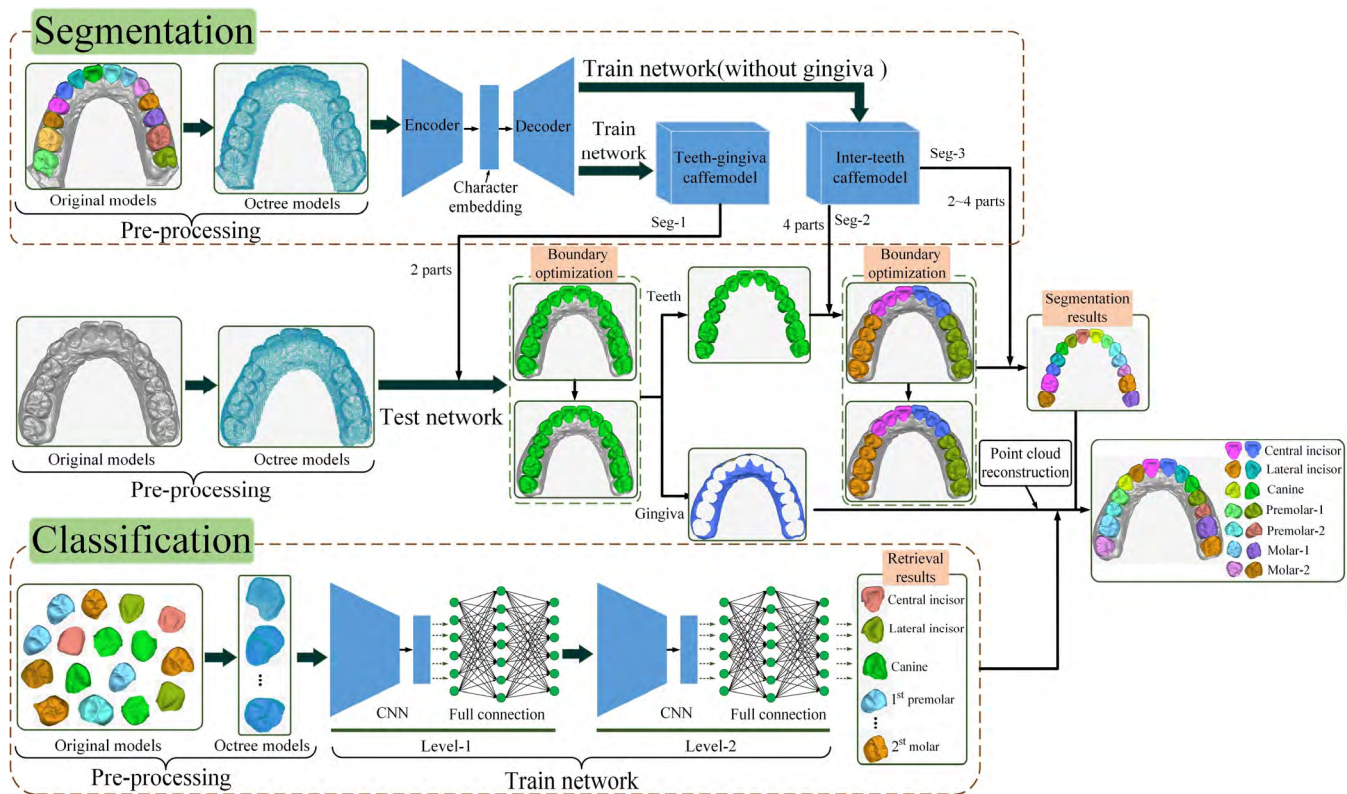 Segmentation
Train network(without gingiva )
Encoder
Decoder
Train
network
Teeth-gingiva
caffemodel
Inter-teeth
caffemodel
Seg-3
Original models
Octree models
Character
embedding
Pre-processing
Seg-1
4 parts
Seg-2
2~4 parts
2 parts
Boundary
optimization
Teeth
Boundary
optimization
Segmentation
results
Test network
Original models
Octree models
Pre-processing
Gingiva
Point cloud
reconstruction
Central incisor
Lateral incisor
Canine
Premolar-1
Premolar-2
Molar-1
Molar-2
Classification
Retrieval
results
Central incisor
Lateral incisor
Canine
1st premolar
2st molar
CNN
Full connection
CNN
Full connection
Original models
Octree models
Level-1
Level-2
Pre-processing
Train network